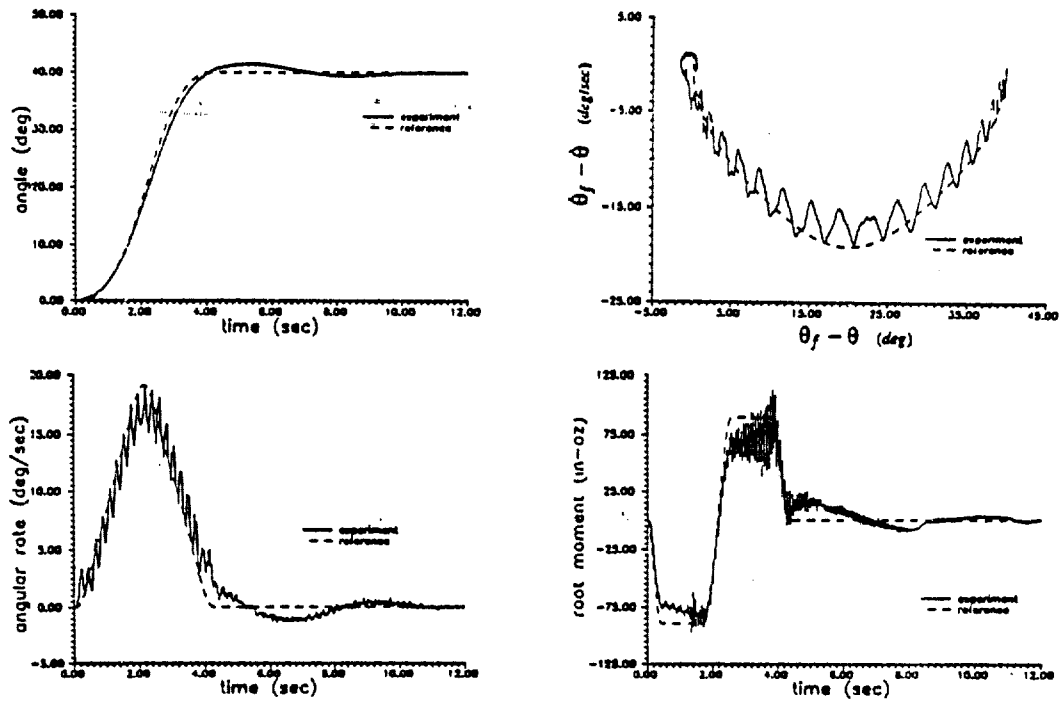 50.00
40.00
30.00
20.00
10.00
0.00
angle (deg)
experiment
reference
0.00 2.00 4.00 6.00 8.00 10.00 12.00
time (sec)
5.00
-5.00
-15.00
-25.00
θ̇f − θ̇ (deg/sec)
experiment
reference
-5.00 5.00 15.00 25.00 35.00 45.00
θf − θ (deg)
20.00
15.00
10.00
5.00
0.00
-5.00
angular rate (deg/sec)
experiment
reference
0.00 2.00 4.00 6.00 8.00 10.00 12.00
time (sec)
125.00
75.00
25.00
-25.00
-75.00
-125.00
root moment (in-oz)
experiment
reference
0.00 2.00 4.00 6.00 8.00 10.00 12.00
time (sec)